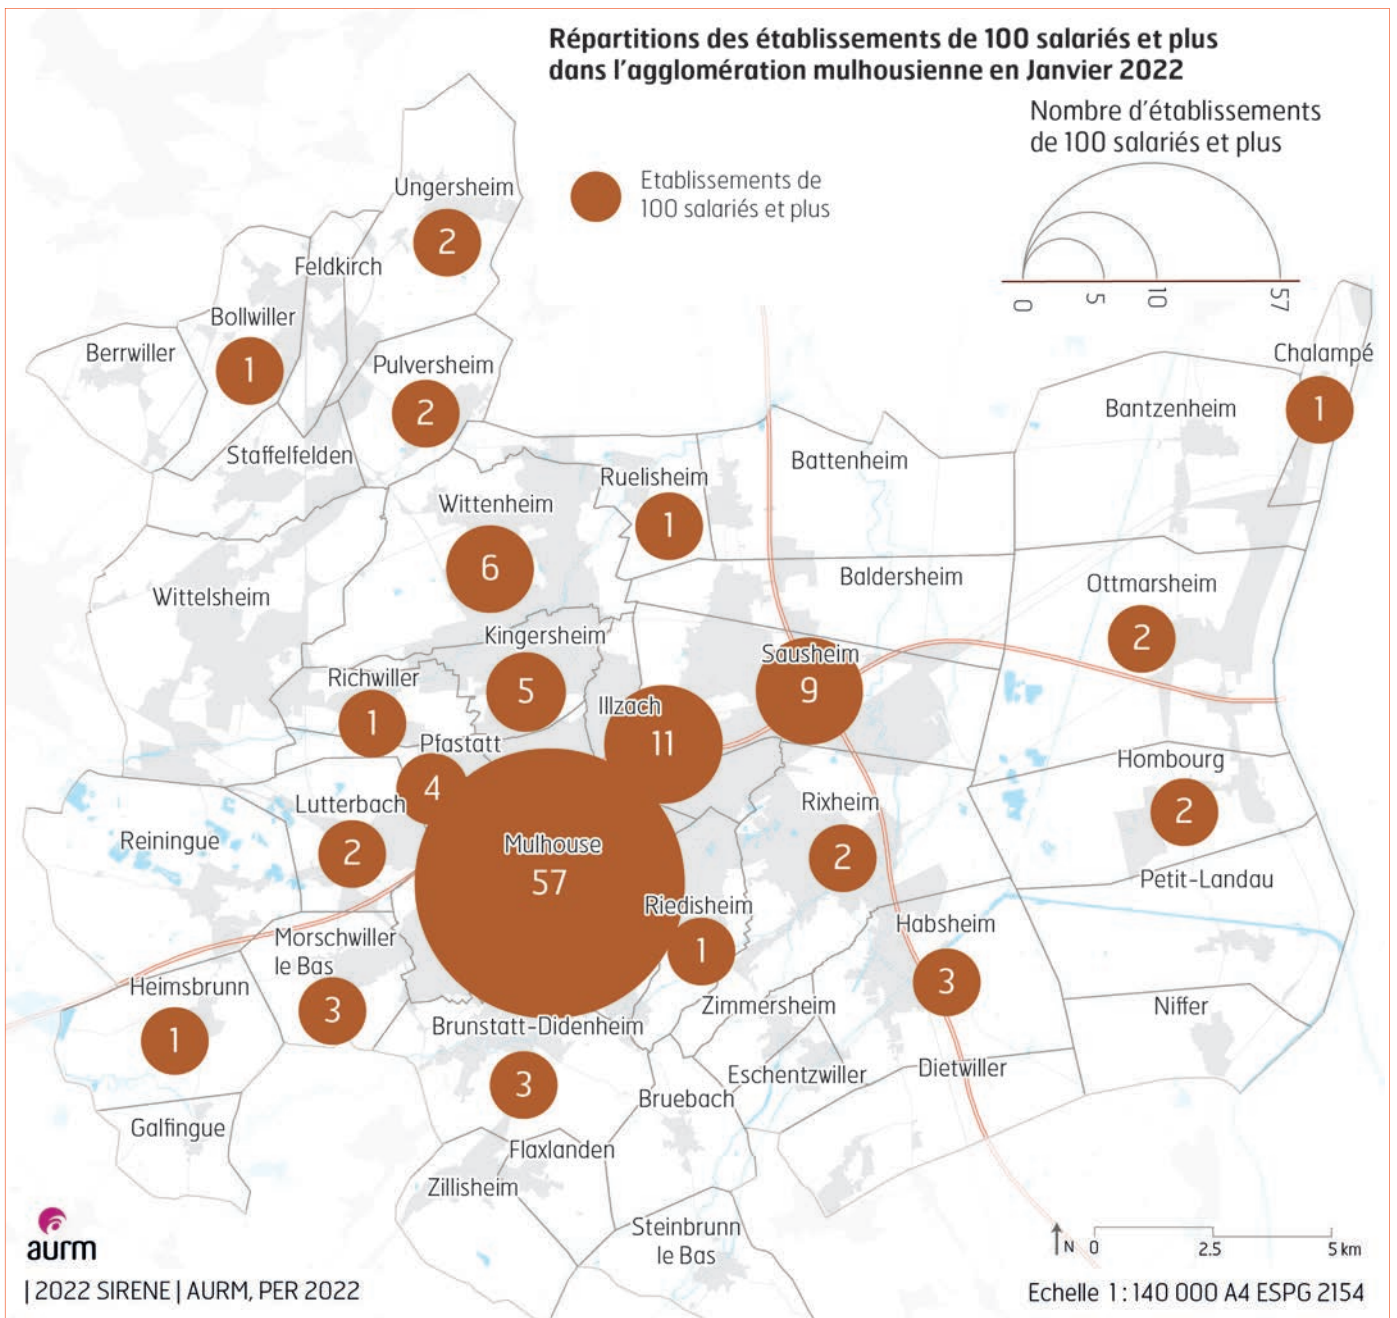 Répartitions des établissements de 100 salariés et plus
dans l'agglomération mulhousienne en Janvier 2022
Nombre d'établissements
de 100 salariés et plus
0
5
10
57
Etablissements de
100 salariés et plus
Ungersheim
2
Feldkirch
Bollwiller
1
Berrwiller
Pulversheim
2
Staffelfelden
Chalampé
1
Bantzenheim
Battenheim
Ruelisheim
1
Wittenheim
6
Wittelsheim
Baldersheim
Ottmarsheim
2
Kingersheim
5
Sausheim
9
Richwiller
1
Illzach
11
Pfastatt
4
Hombourg
2
Lutterbach
2
Rixheim
2
Reiningue
Mulhouse
57
Petit-Landau
Riedisheim
1
Habsheim
3
Morschwiller
le Bas
3
Heimsbrunn
1
Zimmersheim
Niffer
Brunstatt-Didenheim
3
Eschentzwiller
Dietwiller
Bruebach
Galfingue
Flaxlanden
Zillisheim
Steinbrunn
le Bas
aurm
| 2022 SIRENE | AURM, PER 2022
N 0 2.5 5 km
Echelle 1 : 140 000 A4 ESPG 2154